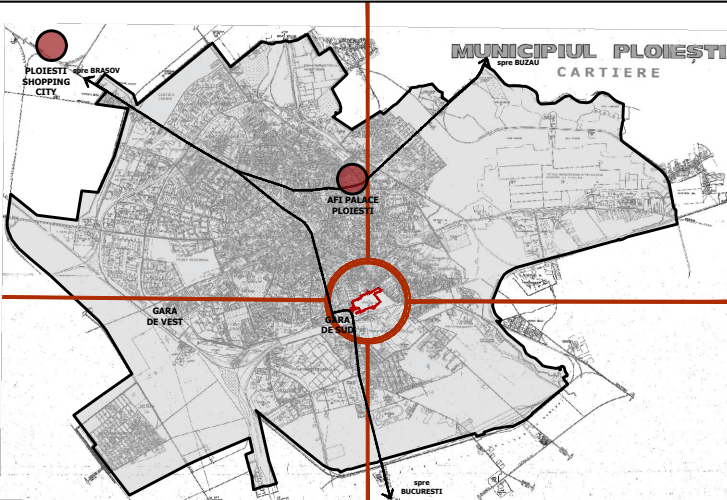 MUNICIPIUL PLOIESTI
CARTIERE
spre BUZAU
PLOIESTI
SHOPPING
CITY
spre BRASOV
AFI PALACE
PLOIESTI
GARA
DE VEST
GARA
DE SUD
spre
BUCURESTI